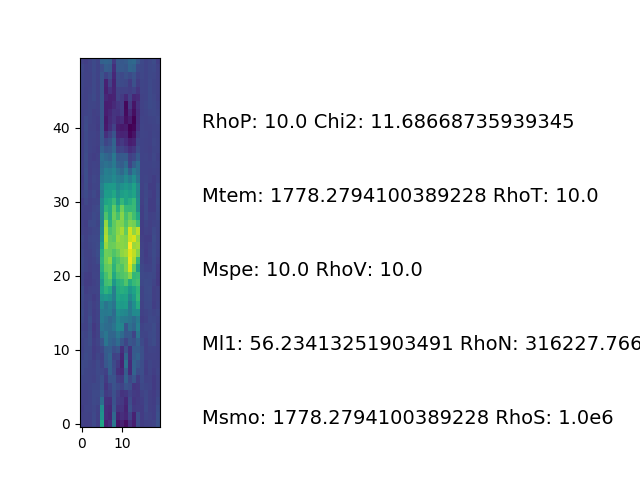 40
30
20
10
0
0 10
RhoP: 10.0 Chi2: 11.68668735939345
Mtem: 1778.2794100389228 RhoT: 10.0
Mspe: 10.0 RhoV: 10.0
Ml1: 56.23413251903491 RhoN: 316227.766
Msmo: 1778.2794100389228 RhoS: 1.0e6